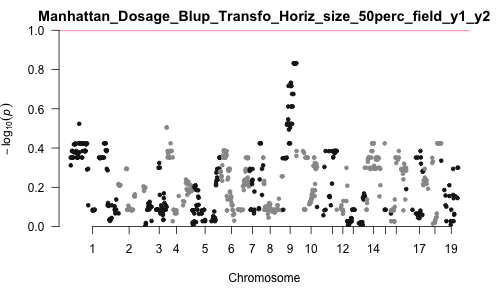 Manhattan_Dosage_Blup_Transfo_Horiz_size_50perc_field_y1_y2
1.0
0.8
0.6
0.4
0.2
0.0
− log₁₀(p)
1 2 3 4 5 6 7 8 9 10 12 14 17 19
Chromosome